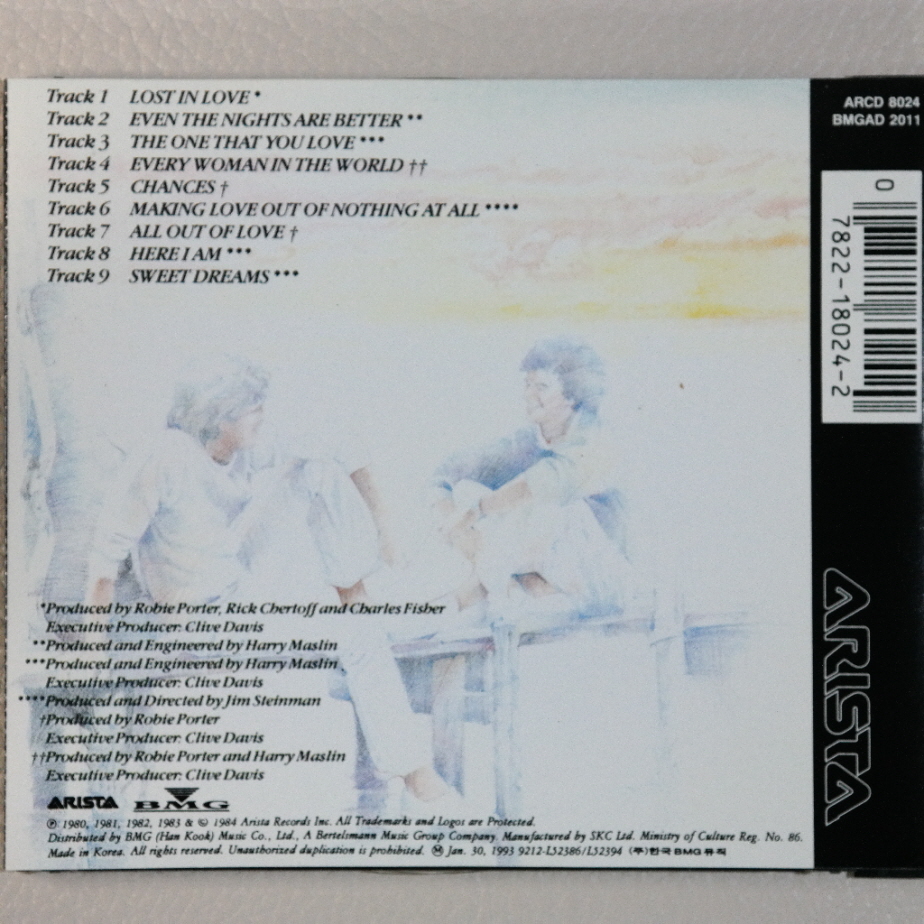 Track 1 LOST IN LOVE *
Track 2 EVEN THE NIGHTS ARE BETTER **
Track 3 THE ONE THAT YOU LOVE ***
Track 4 EVERY WOMAN IN THE WORLD ††
Track 5 CHANCES †
Track 6 MAKING LOVE OUT OF NOTHING AT ALL ****
Track 7 ALL OUT OF LOVE †
Track 8 HERE I AM ***
Track 9 SWEET DREAMS ***
*Produced by Robie Porter, Rick Chertoff and Charles Fisher
Executive Producer: Clive Davis
**Produced and Engineered by Harry Maslin
***Produced and Engineered by Harry Maslin
Executive Producer: Clive Davis
****Produced and Directed by Jim Steinman
†Produced by Robie Porter
Executive Producer: Clive Davis
††Produced by Robie Porter and Harry Maslin
Executive Producer: Clive Davis
ARISTA BMG
℗ 1980, 1981, 1982, 1983 & © 1984 Arista Records Inc. All Trademarks and Logos are Protected.
Distributed by BMG (Han Kook) Music Co., Ltd., A Bertelsmann Music Group Company. Manufactured by SKC Ltd. Ministry of Culture Reg. No. 86.
Made in Korea. All rights reserved. Unauthorized duplication is prohibited. Ⓜ Jan. 30, 1993 9212-L52386/L52394 (주)한국BMG뮤직
ARCD 8024
BMGAD 2011
0 7822-18024-2
ARISTA